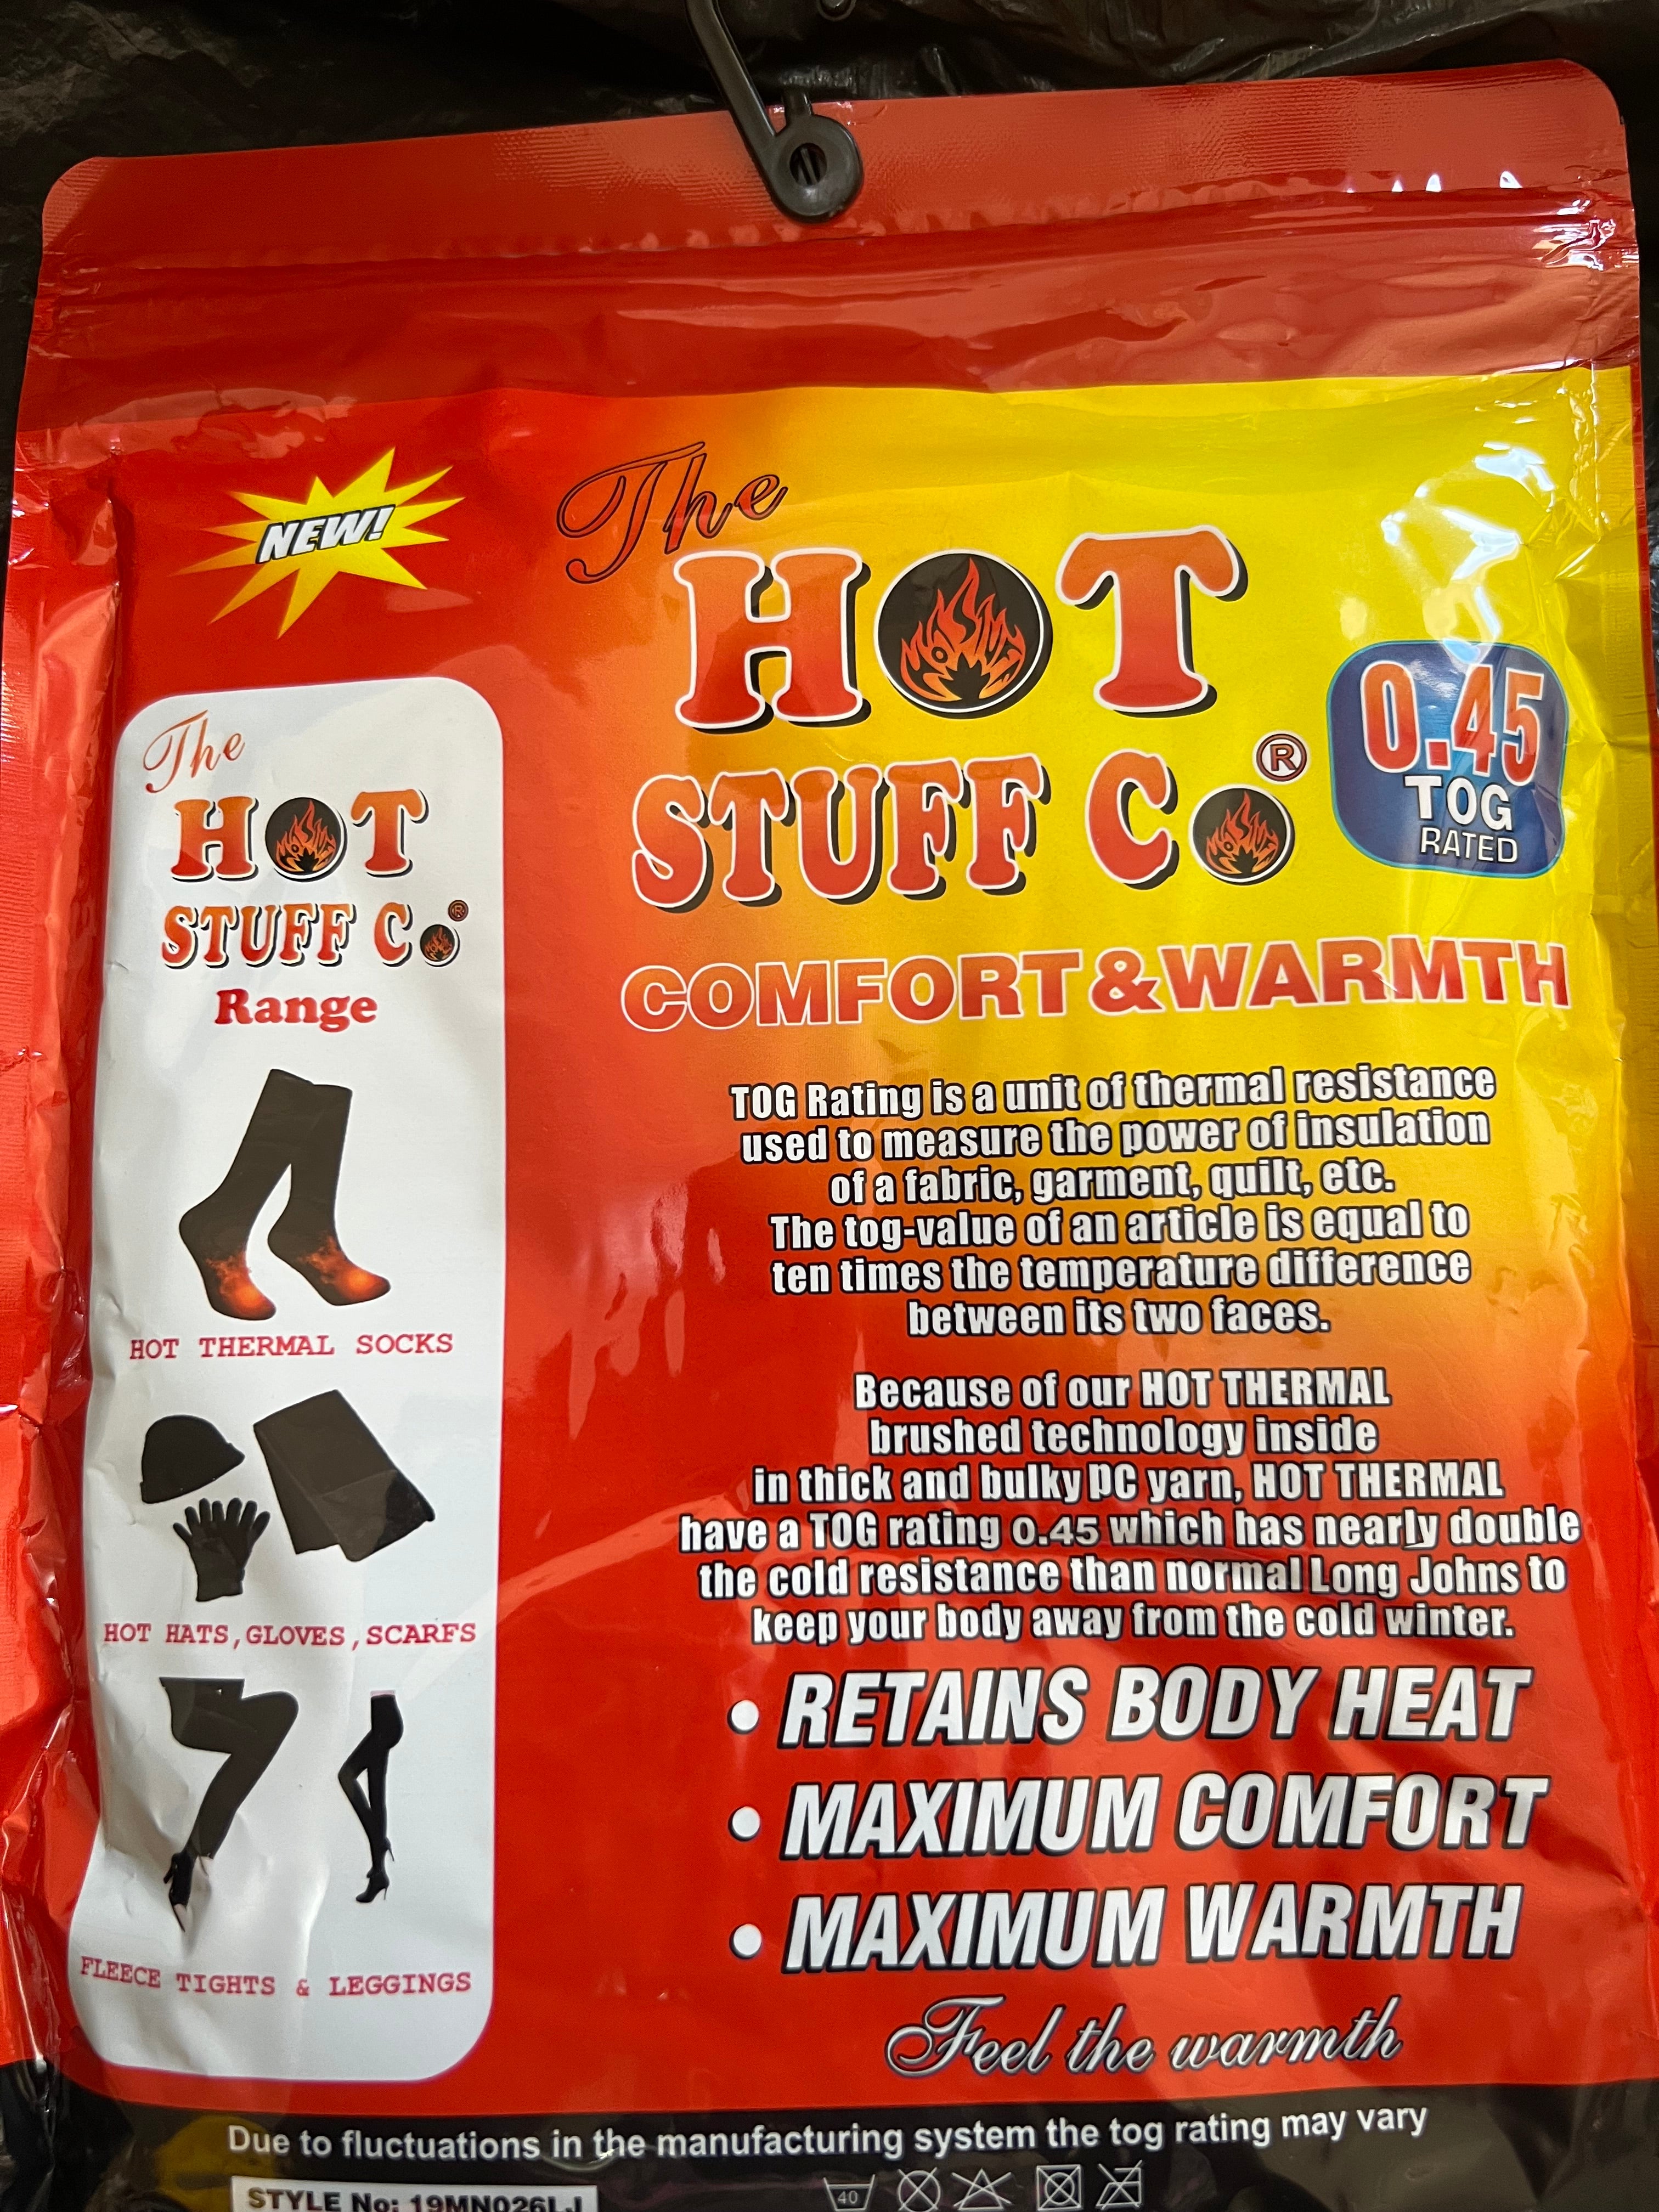 NEW!
The
HOT
STUFF Co®
0.45
TOG
RATED
COMFORT & WARMTH
TOG Rating is a unit of thermal resistance
used to measure the power of insulation
of a fabric, garment, quilt, etc.
The tog-value of an article is equal to
ten times the temperature difference
between its two faces.
Because of our HOT THERMAL
brushed technology inside
in thick and bulky pc yarn, HOT THERMAL
have a TOG rating 0.45 which has nearly double
the cold resistance than normal Long Johns to
keep your body away from the cold winter.
• RETAINS BODY HEAT
• MAXIMUM COMFORT
• MAXIMUM WARMTH
Feel the warmth
The
HOT
STUFF Co®
Range
HOT THERMAL SOCKS
HOT HATS, GLOVES, SCARFS
FLEECE TIGHTS & LEGGINGS
Due to fluctuations in the manufacturing system the tog rating may vary
STYLE No: 19MN026LJ
40